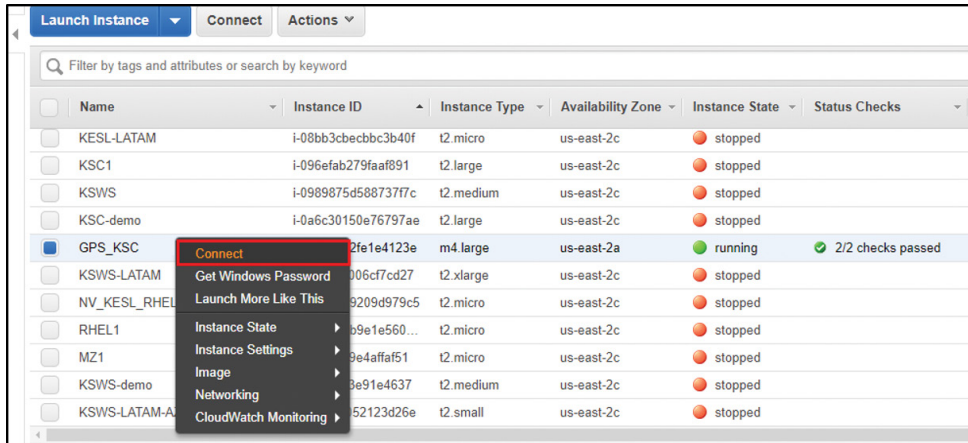 Launch Instance Connect Actions
Filter by tags and attributes or search by keyword
Name Instance ID Instance Type Availability Zone Instance State Status Checks
KESL-LATAM i-08bb3cbecbbc3b40f t2.micro us-east-2c stopped
KSC1 i-096efab279faaf891 t2.large us-east-2c stopped
KSWS i-0989875d588737f7c t2.medium us-east-2c stopped
KSC-demo i-0a6c30150e76797ae t2.large us-east-2c stopped
GPS_KSC 2fe1e4123e m4.large us-east-2a running 2/2 checks passed
Connect
KSWS-LATAM 006cf7cd27 t2.xlarge us-east-2c stopped
Get Windows Password
NV_KESL_RHEL 9209d979c5 t2.micro us-east-2c stopped
Launch More Like This
RHEL1 b9e1e560... t2.micro us-east-2c stopped
Instance State
MZ1 9e4affaf51 t2.micro us-east-2c stopped
Instance Settings
Image
KSWS-demo 3e91e4637 t2.medium us-east-2c stopped
Networking
KSWS-LATAM-AZ 52123d26e t2.small us-east-2c stopped
CloudWatch Monitoring